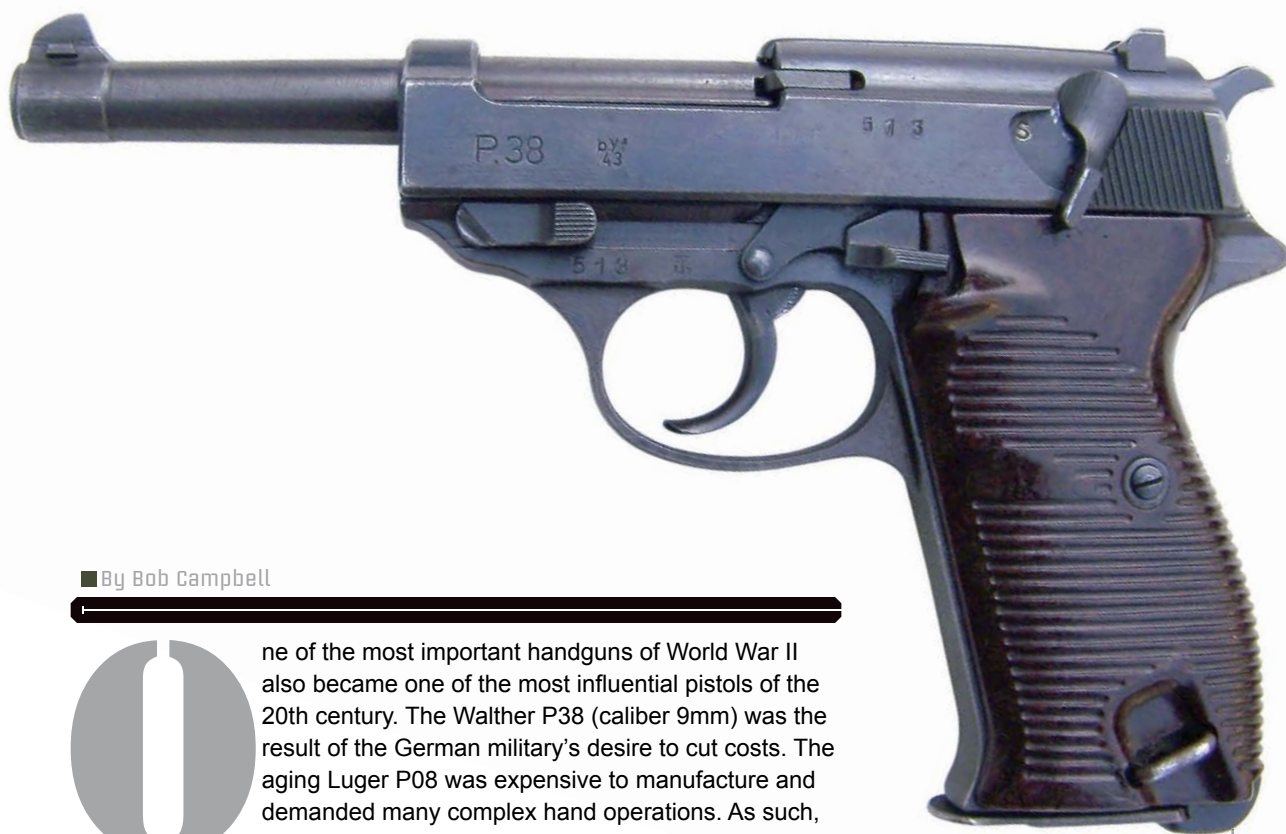 513
P.38
byf
43
S
513
By Bob Campbell
One of the most important handguns of World War II
also became one of the most influential pistols of the
20th century. The Walther P38 (caliber 9mm) was the
result of the German military’s desire to cut costs. The
aging Luger P08 was expensive to manufacture and
demanded many complex hand operations. As such,